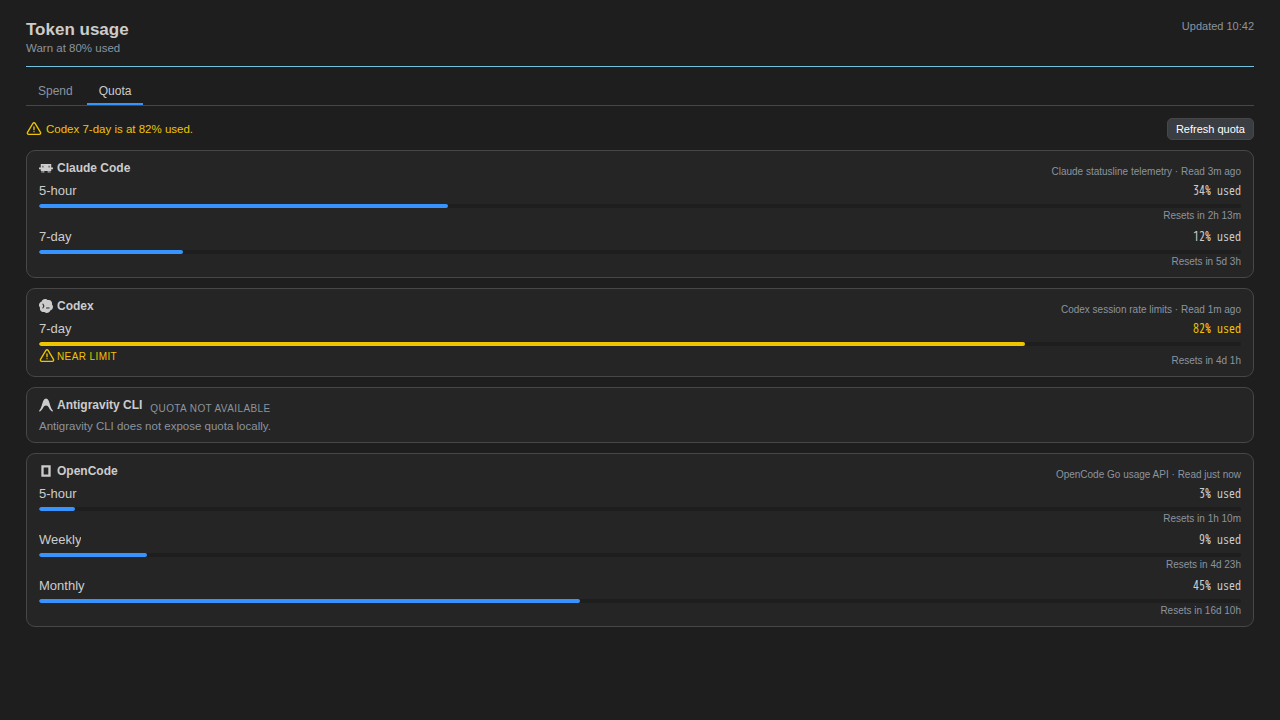 Token usage
Updated 10:42
Warn at 80% used
Spend
Quota
Codex 7-day is at 82% used.
Refresh quota
Claude Code
Claude statusline telemetry · Read 3m ago
5-hour
34% used
Resets in 2h 13m
7-day
12% used
Resets in 5d 3h
Codex
Codex session rate limits · Read 1m ago
7-day
82% used
NEAR LIMIT
Resets in 4d 1h
Antigravity CLI QUOTA NOT AVAILABLE
Antigravity CLI does not expose quota locally.
OpenCode
OpenCode Go usage API · Read just now
5-hour
3% used
Resets in 1h 10m
Weekly
9% used
Resets in 4d 23h
Monthly
45% used
Resets in 16d 10h